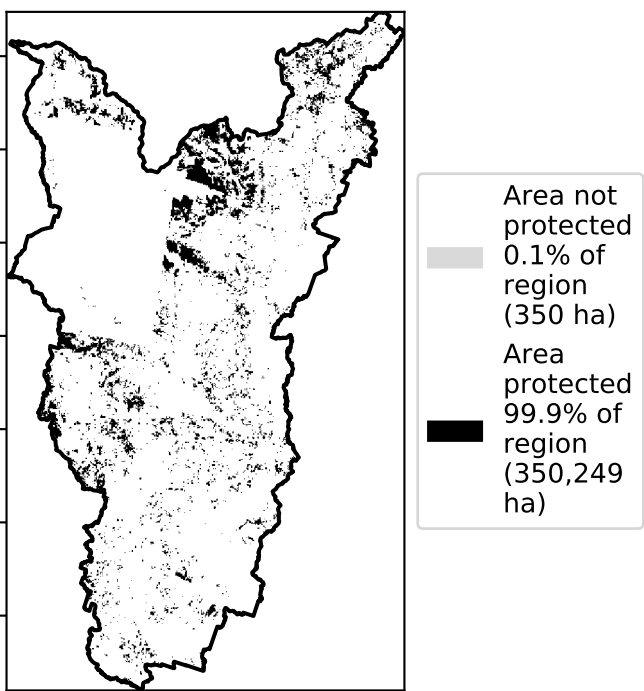 Area not
protected
0.1% of
region
(350 ha)
Area
protected
99.9% of
region
(350,249
ha)